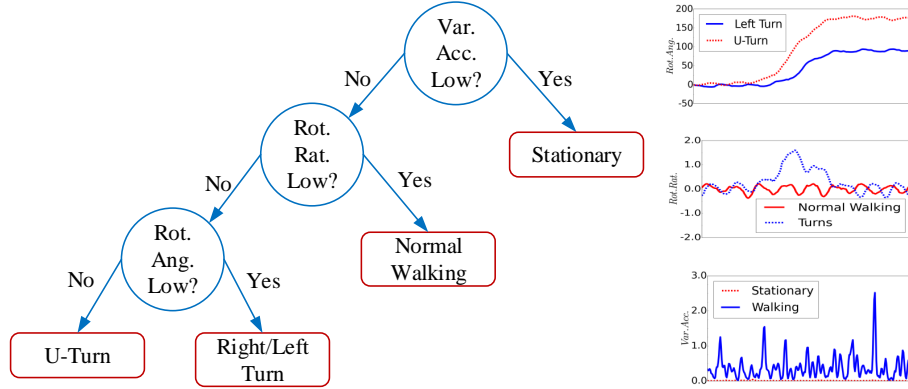 Var.
Acc.
Low?
No
Yes
Rot.
Rat.
Low?
Stationary
No
Yes
Rot.
Ang.
Low?
Normal
Walking
No
Yes
U-Turn
Right/Left
Turn
200
150
100
50
0
-50
Rot.Ang.
Left Turn
U-Turn
2.0
1.0
0.0
-1.0
-2.0
Rot.Rat.
Normal Walking
Turns
3.0
2.0
1.0
0.0
Var.Acc.
Stationary
Walking